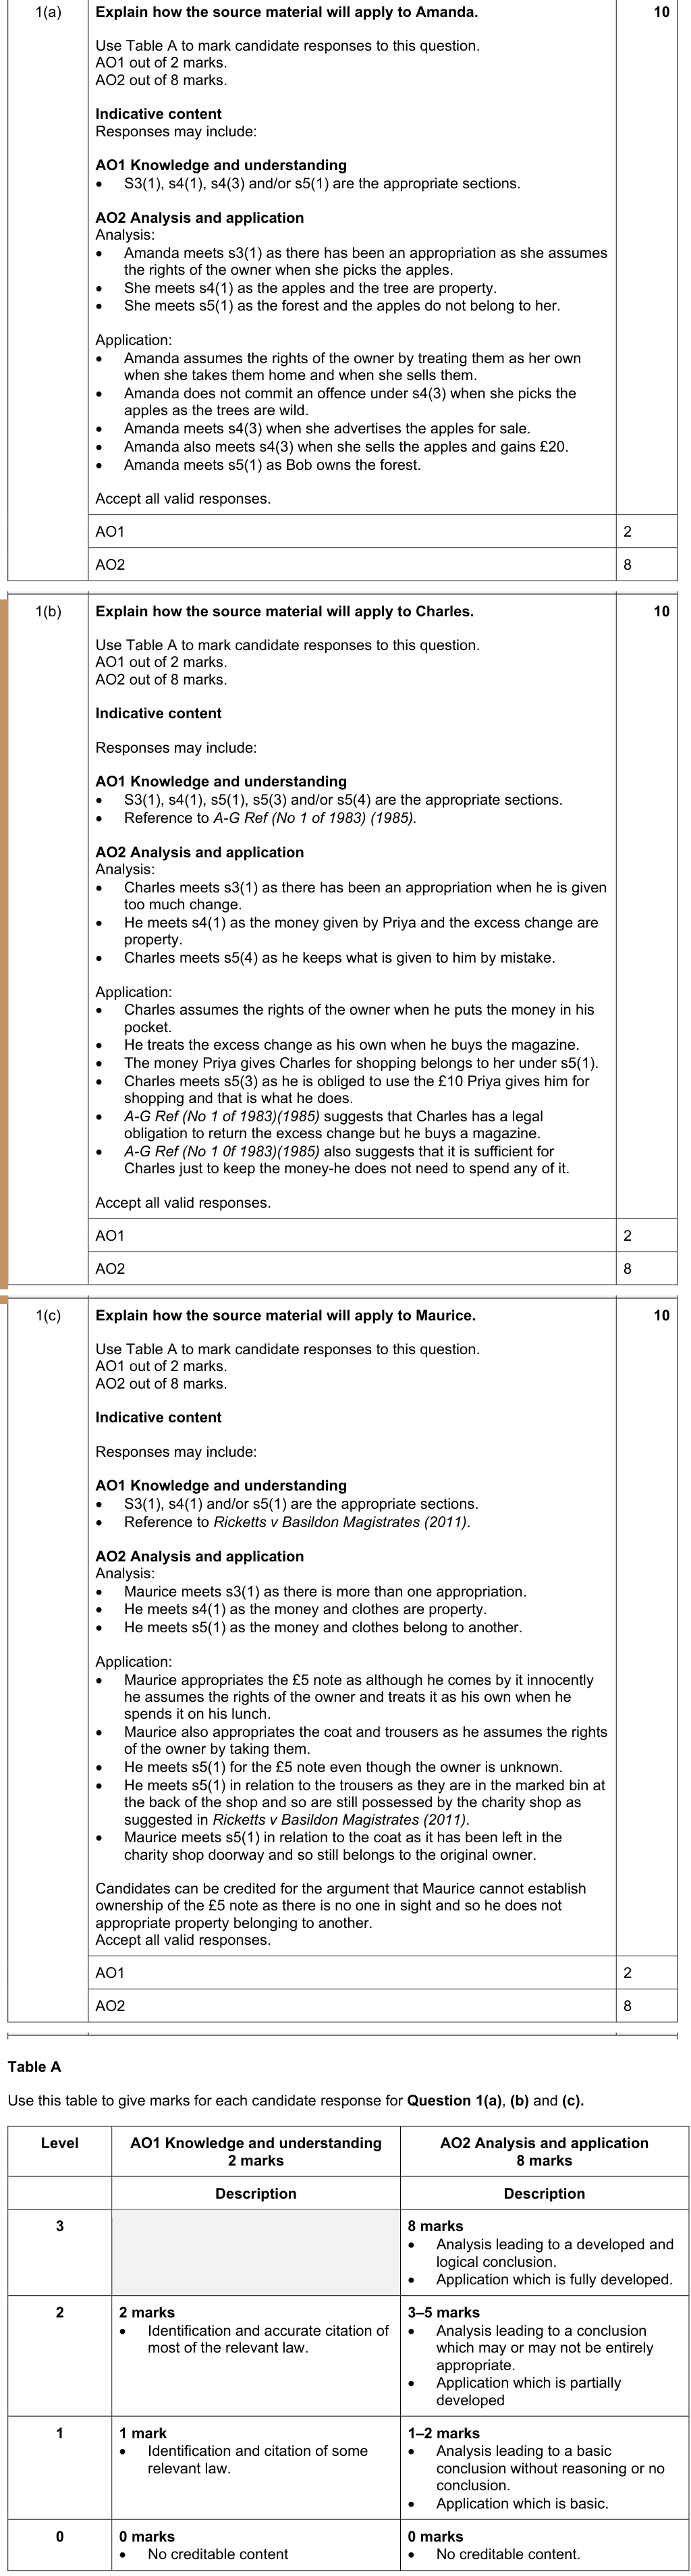 1(a)
Explain how the source material will apply to Amanda.
10
Use Table A to mark candidate responses to this question.
AO1 out of 2 marks.
AO2 out of 8 marks.
Indicative content
Responses may include:
AO1 Knowledge and understanding
• S3(1), s4(1), s4(3) and/or s5(1) are the appropriate sections.
AO2 Analysis and application
Analysis:
• Amanda meets s3(1) as there has been an appropriation as she assumes
the rights of the owner when she picks the apples.
• She meets s4(1) as the apples and the tree are property.
• She meets s5(1) as the forest and the apples do not belong to her.
Application:
• Amanda assumes the rights of the owner by treating them as her own
when she takes them home and when she sells them.
• Amanda does not commit an offence under s4(3) when she picks the
apples as the trees are wild.
• Amanda meets s4(3) when she advertises the apples for sale.
• Amanda also meets s4(3) when she sells the apples and gains £20.
• Amanda meets s5(1) as Bob owns the forest.
Accept all valid responses.
AO1 2
AO2 8
1(b)
Explain how the source material will apply to Charles.
10
Use Table A to mark candidate responses to this question.
AO1 out of 2 marks.
AO2 out of 8 marks.
Indicative content
Responses may include:
AO1 Knowledge and understanding
• S3(1), s4(1), s5(1), s5(3) and/or s5(4) are the appropriate sections.
• Reference to A-G Ref (No 1 of 1983) (1985).
AO2 Analysis and application
Analysis:
• Charles meets s3(1) as there has been an appropriation when he is given
too much change.
• He meets s4(1) as the money given by Priya and the excess change are
property.
• Charles meets s5(4) as he keeps what is given to him by mistake.
Application:
• Charles assumes the rights of the owner when he puts the money in his
pocket.
• He treats the excess change as his own when he buys the magazine.
• The money Priya gives Charles for shopping belongs to her under s5(1).
• Charles meets s5(3) as he is obliged to use the £10 Priya gives him for
shopping and that is what he does.
• A-G Ref (No 1 of 1983)(1985) suggests that Charles has a legal
obligation to return the excess change but he buys a magazine.
• A-G Ref (No 1 0f 1983)(1985) also suggests that it is sufficient for
Charles just to keep the money-he does not need to spend any of it.
Accept all valid responses.
AO1 2
AO2 8
1(c)
Explain how the source material will apply to Maurice.
10
Use Table A to mark candidate responses to this question.
AO1 out of 2 marks.
AO2 out of 8 marks.
Indicative content
Responses may include:
AO1 Knowledge and understanding
• S3(1), s4(1) and/or s5(1) are the appropriate sections.
• Reference to Ricketts v Basildon Magistrates (2011).
AO2 Analysis and application
Analysis:
• Maurice meets s3(1) as there is more than one appropriation.
• He meets s4(1) as the money and clothes are property.
• He meets s5(1) as the money and clothes belong to another.
Application:
• Maurice appropriates the £5 note as although he comes by it innocently
he assumes the rights of the owner and treats it as his own when he
spends it on his lunch.
• Maurice also appropriates the coat and trousers as he assumes the rights
of the owner by taking them.
• He meets s5(1) for the £5 note even though the owner is unknown.
• He meets s5(1) in relation to the trousers as they are in the marked bin at
the back of the shop and so are still possessed by the charity shop as
suggested in Ricketts v Basildon Magistrates (2011).
• Maurice meets s5(1) in relation to the coat as it has been left in the
charity shop doorway and so still belongs to the original owner.
Candidates can be credited for the argument that Maurice cannot establish
ownership of the £5 note as there is no one in sight and so he does not
appropriate property belonging to another.
Accept all valid responses.
AO1 2
AO2 8
Table A
Use this table to give marks for each candidate response for Question 1(a), (b) and (c).
Level
AO1 Knowledge and understanding
2 marks
AO2 Analysis and application
8 marks
Description
Description
3
8 marks
• Analysis leading to a developed and
logical conclusion.
• Application which is fully developed.
2
2 marks
• Identification and accurate citation of
most of the relevant law.
3–5 marks
• Analysis leading to a conclusion
which may or may not be entirely
appropriate.
• Application which is partially
developed
1
1 mark
• Identification and citation of some
relevant law.
1–2 marks
• Analysis leading to a basic
conclusion without reasoning or no
conclusion.
• Application which is basic.
0
0 marks
• No creditable content
0 marks
• No creditable content.